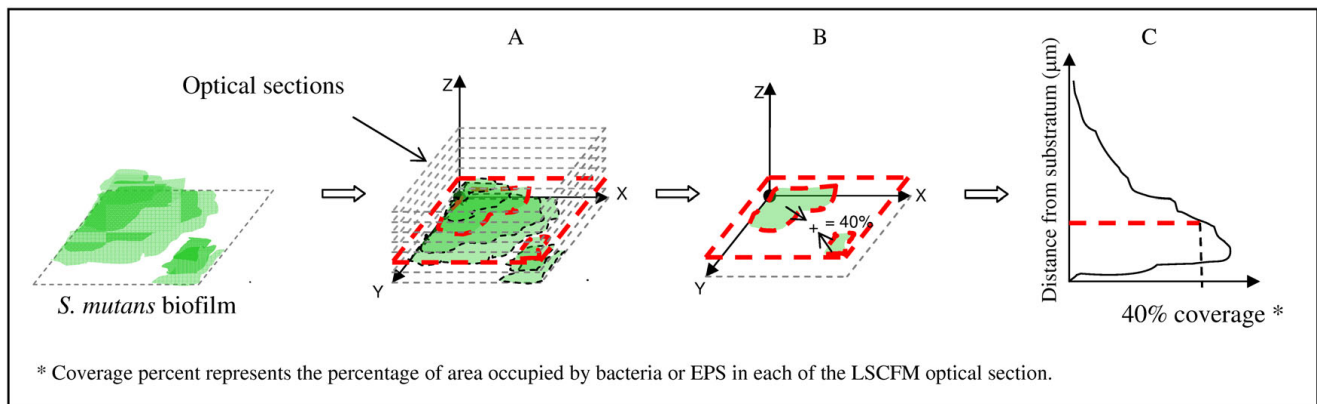 A
B
C
Optical sections
Z
X
Y
Z
X
Y
+ = 40%
Distance from substratum (µm)
S. mutans biofilm
40% coverage *
* Coverage percent represents the percentage of area occupied by bacteria or EPS in each of the LSCFM optical section.